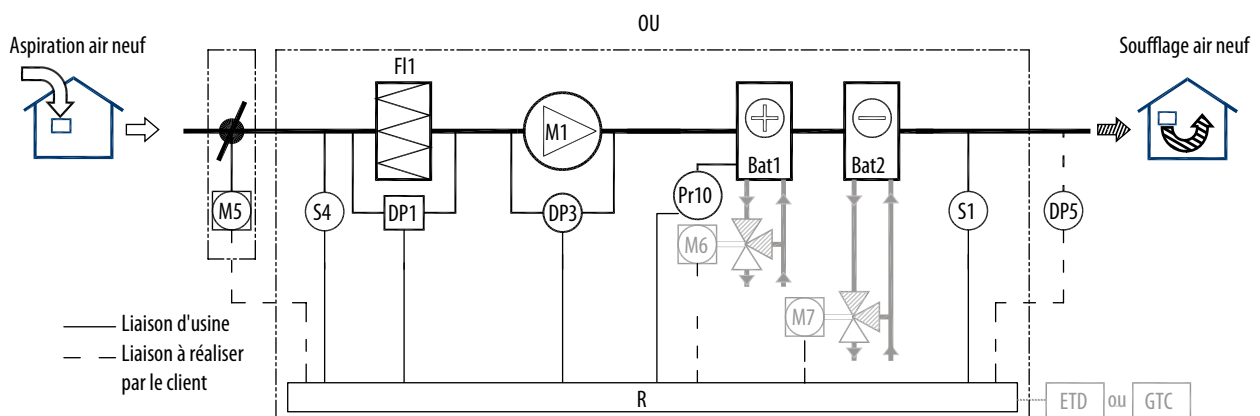 OU
Aspiration air neuf
Soufflage air neuf
Fl1
M1
Bat1
Bat2
Pr10
M5
S4
DP1
DP3
S1
DP5
M6
M7
Liaison d'usine
Liaison à réaliser
par le client
R
ETD ou GTC